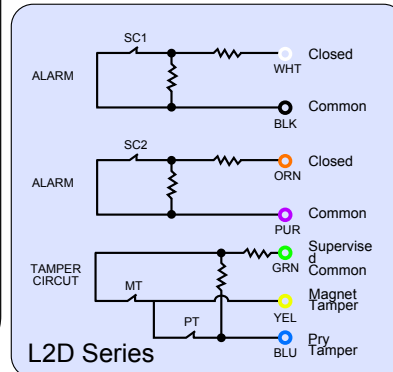 SC1
Closed
WHT
ALARM
Common
BLK
SC2
Closed
ORN
ALARM
Common
PUR
Supervise
d
GRN
Common
TAMPER
CIRCUT
MT
Magnet
Tamper
YEL
PT
Pry
Tamper
BLU
L2D Series